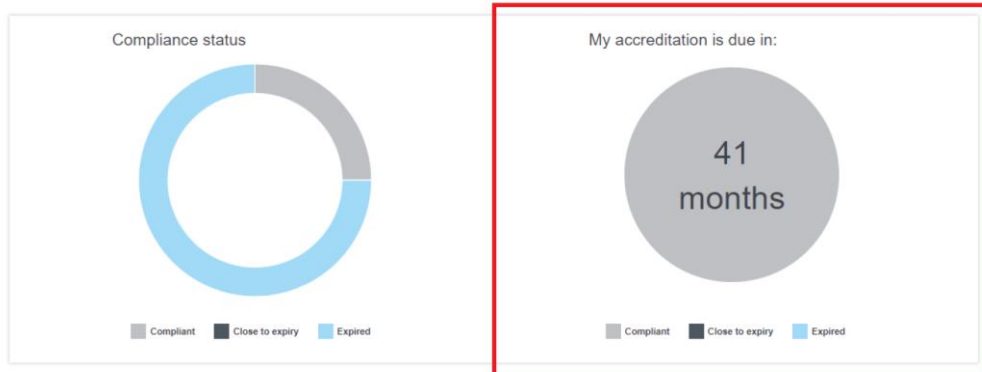 Compliance status
Compliant Close to expiry Expired
My accreditation is due in:
41
months
Compliant Close to expiry Expired